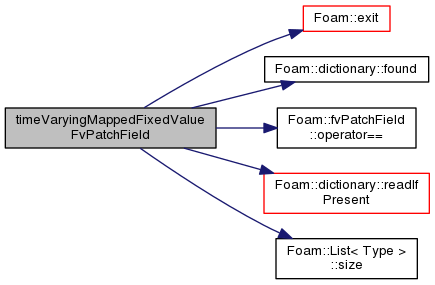 Foam::exit
Foam::dictionary::found
timeVaryingMappedFixedValue
FvPatchField
Foam::fvPatchField
::operator==
Foam::dictionary::readIf
Present
Foam::List< Type >
::size